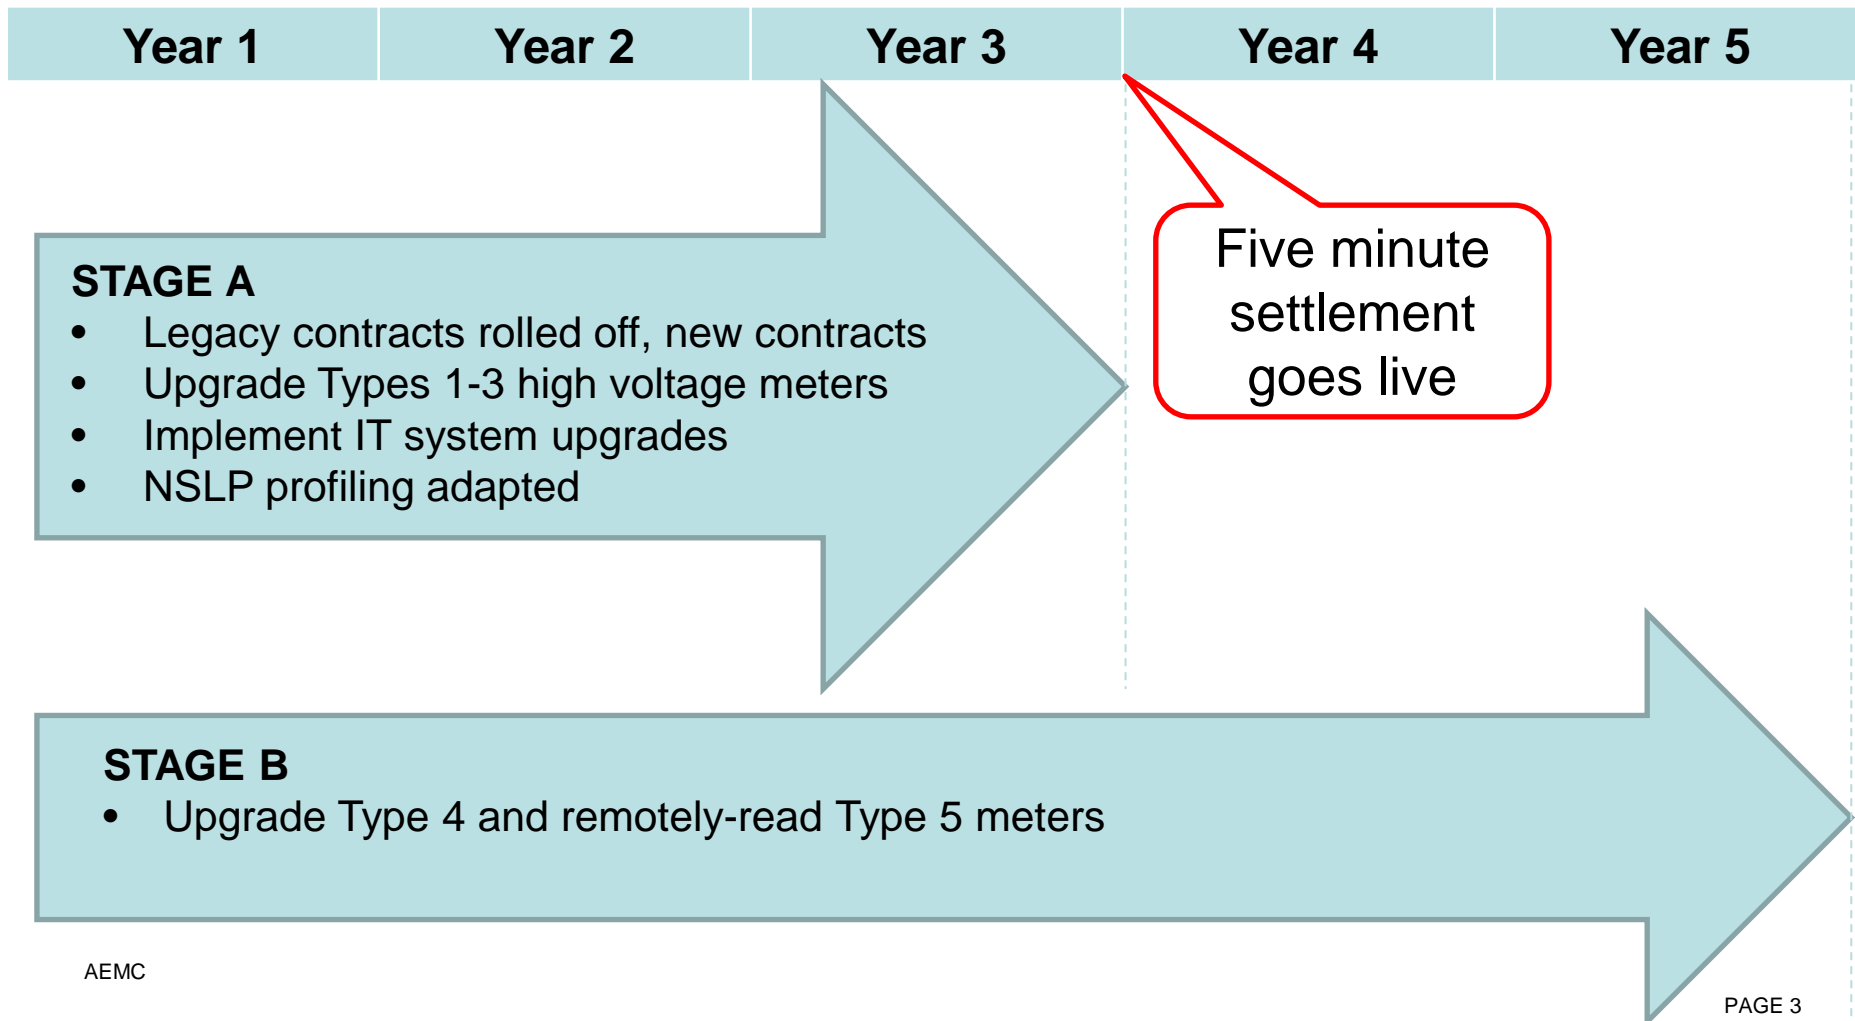 Year 1 Year 2 Year 3 Year 4 Year 5
STAGE A
• Legacy contracts rolled off, new contracts
• Upgrade Types 1-3 high voltage meters
• Implement IT system upgrades
• NSLP profiling adapted
Five minute
settlement
goes live
STAGE B
• Upgrade Type 4 and remotely-read Type 5 meters
AEMC
PAGE 3